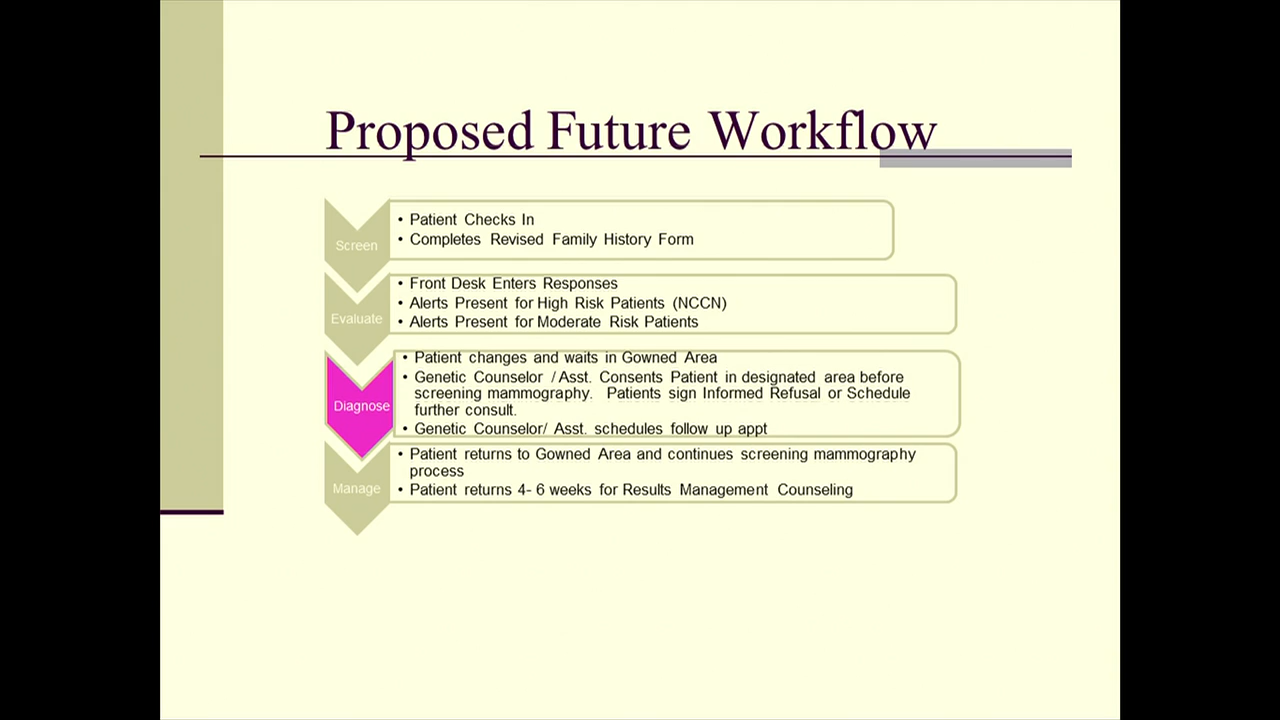 Proposed Future Workflow
Screen
• Patient Checks In
• Completes Revised Family History Form
Evaluate
• Front Desk Enters Responses
• Alerts Present for High Risk Patients (NCCN)
• Alerts Present for Moderate Risk Patients
Diagnose
• Patient changes and waits in Gowned Area
• Genetic Counselor / Asst. Consents Patient in designated area before
screening mammography. Patients sign Informed Refusal or Schedule
further consult.
• Genetic Counselor/ Asst. schedules follow up appt
Manage
• Patient returns to Gowned Area and continues screening mammography
process
• Patient returns 4- 6 weeks for Results Management Counseling